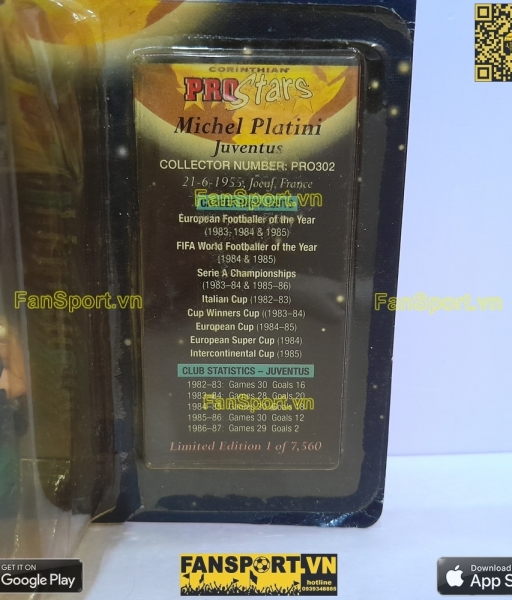 CORINTHIAN
PROStars
Michel Platini
Juventus
COLLECTOR NUMBER: PRO302
21-6-1955, Joeuf, France
FanSport.vn
European Footballer of the Year
(1983, 1984 & 1985)
FIFA World Footballer of the Year
(1984 & 1985)
Serie A Championships
(1983–84 & 1985–86)
FanSport.vn
FanSport.vn
Italian Cup (1982–83)
Cup Winners Cup ((1983–84)
European Cup (1984–85)
European Super Cup (1984)
Intercontinental Cup (1985)
CLUB STATISTICS – JUVENTUS
1982–83: Games 30 Goals 16
1983–84: Games 28 Goals 20
FanSport.vn
1985–86: Games 30 Goals 12
1986–87: Games 29 Goals 2
Limited Edition 1 of 7,560
GET IT ON
Google Play
FANSPORT.VN
hotline
0939348888
Download
App S